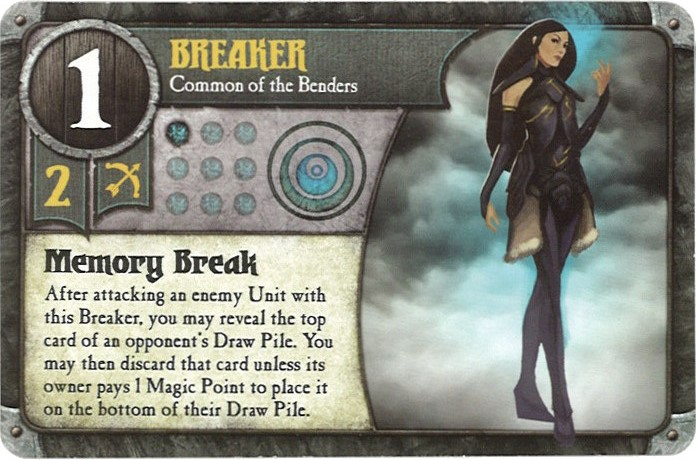 1
BREAKER
Common of the Benders
2
Memory Break
After attacking an enemy Unit with
this Breaker, you may reveal the top
card of an opponent's Draw Pile. You
may then discard that card unless its
owner pays 1 Magic Point to place it
on the bottom of their Draw Pile.